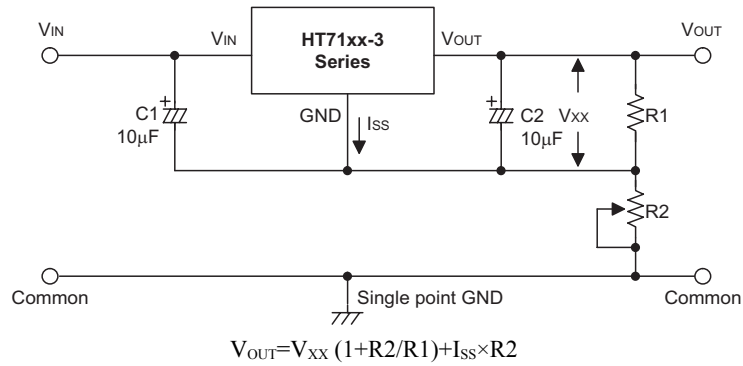 VIN
VIN
HT71xx-3
Series
VOUT
VOUT
C1
10μF
GND
ISS
C2
10μF
VXX
R1
R2
Common
Single point GND
Common
VOUT=VXX (1+R2/R1)+ISS×R2